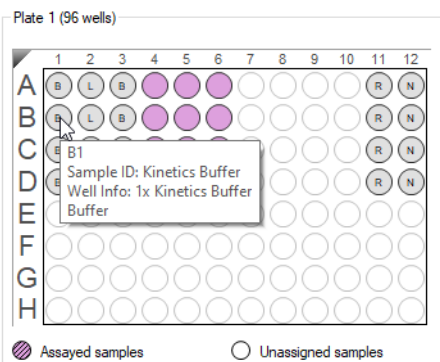 Plate 1 (96 wells)
1 2 3 4 5 6 7 8 9 10 11 12
A B L B R N
B B L B R N
C R N
D R N
B1
Sample ID: Kinetics Buffer
Well Info: 1x Kinetics Buffer
Buffer
E
F
G
H
Assayed samples Unassigned samples